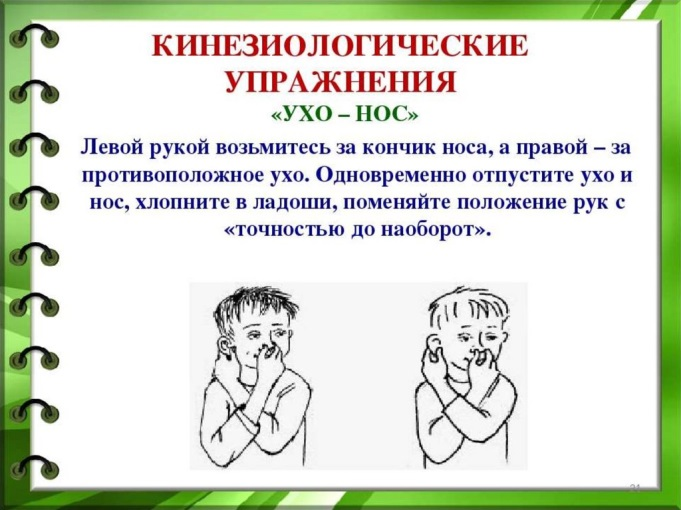 КИНЕЗИОЛОГИЧЕСКИЕ
УПРАЖНЕНИЯ
«УХО – НОС»
Левой рукой возьмитесь за кончик носа, а правой – за
противоположное ухо. Одновременно отпустите ухо и
нос, хлопните в ладоши, поменяйте положение рук с
«точностью до наоборот».
21